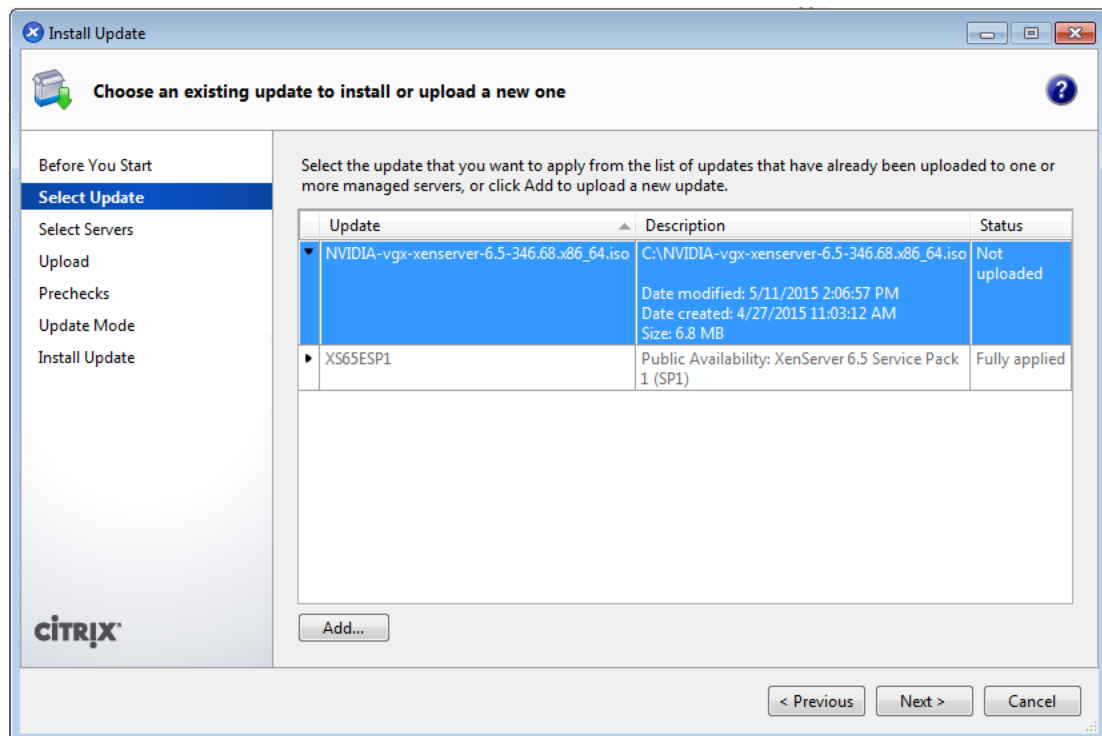 Install Update
Choose an existing update to install or upload a new one
?
Before You Start
Select Update
Select Servers
Upload
Prechecks
Update Mode
Install Update
Select the update that you want to apply from the list of updates that have already been uploaded to one or
more managed servers, or click Add to upload a new update.
Update Description Status
NVIDIA-vgx-xenserver-6.5-346.68.x86_64.iso C:\NVIDIA-vgx-xenserver-6.5-346.68.x86_64.iso Not
uploaded
Date modified: 5/11/2015 2:06:57 PM
Date created: 4/27/2015 11:03:12 AM
Size: 6.8 MB
XS65ESP1 Public Availability: XenServer 6.5 Service Pack Fully applied
1 (SP1)
CITRIX
Add...
< Previous Next > Cancel